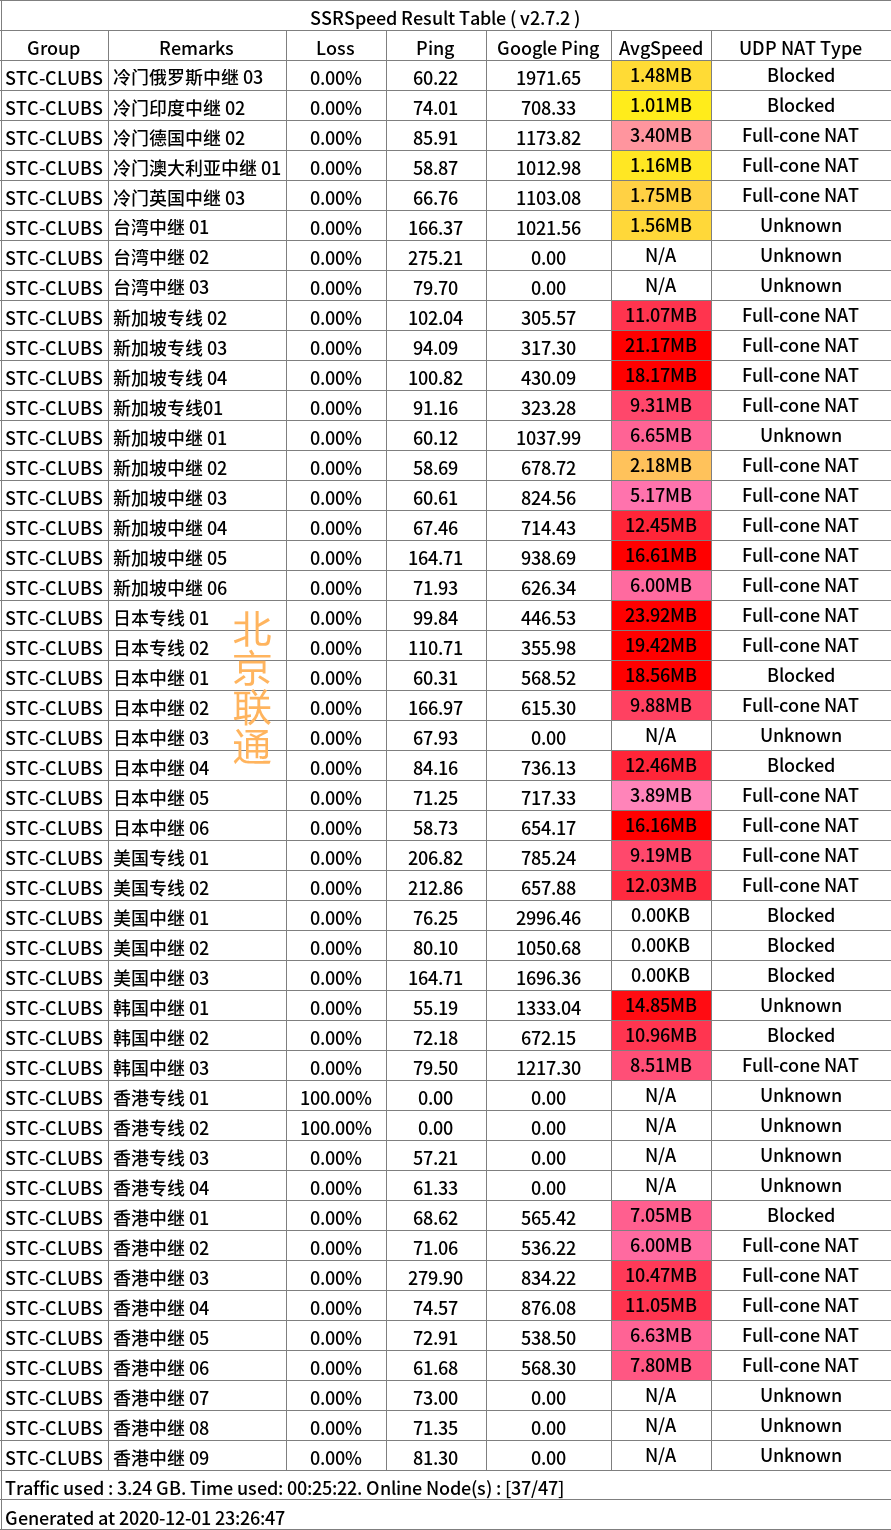 SSRSpeed Result Table ( v2.7.2 )
Group Remarks Loss Ping Google Ping AvgSpeed UDP NAT Type
STC-CLUBS 冷门俄罗斯中继 03 0.00% 60.22 1971.65 1.48MB Blocked
STC-CLUBS 冷门印度中继 02 0.00% 74.01 708.33 1.01MB Blocked
STC-CLUBS 冷门德国中继 02 0.00% 85.91 1173.82 3.40MB Full-cone NAT
STC-CLUBS 冷门澳大利亚中继 01 0.00% 58.87 1012.98 1.16MB Full-cone NAT
STC-CLUBS 冷门英国中继 03 0.00% 66.76 1103.08 1.75MB Full-cone NAT
STC-CLUBS 台湾中继 01 0.00% 166.37 1021.56 1.56MB Unknown
STC-CLUBS 台湾中继 02 0.00% 275.21 0.00 N/A Unknown
STC-CLUBS 台湾中继 03 0.00% 79.70 0.00 N/A Unknown
STC-CLUBS 新加坡专线 02 0.00% 102.04 305.57 11.07MB Full-cone NAT
STC-CLUBS 新加坡专线 03 0.00% 94.09 317.30 21.17MB Full-cone NAT
STC-CLUBS 新加坡专线 04 0.00% 100.82 430.09 18.17MB Full-cone NAT
STC-CLUBS 新加坡专线01 0.00% 91.16 323.28 9.31MB Full-cone NAT
STC-CLUBS 新加坡中继 01 0.00% 60.12 1037.99 6.65MB Unknown
STC-CLUBS 新加坡中继 02 0.00% 58.69 678.72 2.18MB Full-cone NAT
STC-CLUBS 新加坡中继 03 0.00% 60.61 824.56 5.17MB Full-cone NAT
STC-CLUBS 新加坡中继 04 0.00% 67.46 714.43 12.45MB Full-cone NAT
STC-CLUBS 新加坡中继 05 0.00% 164.71 938.69 16.61MB Full-cone NAT
STC-CLUBS 新加坡中继 06 0.00% 71.93 626.34 6.00MB Full-cone NAT
STC-CLUBS 日本专线 01 0.00% 99.84 446.53 23.92MB Full-cone NAT
STC-CLUBS 日本专线 02 0.00% 110.71 355.98 19.42MB Full-cone NAT
STC-CLUBS 日本中继 01 0.00% 60.31 568.52 18.56MB Blocked
STC-CLUBS 日本中继 02 0.00% 166.97 615.30 9.88MB Full-cone NAT
STC-CLUBS 日本中继 03 0.00% 67.93 0.00 N/A Unknown
STC-CLUBS 日本中继 04 0.00% 84.16 736.13 12.46MB Blocked
STC-CLUBS 日本中继 05 0.00% 71.25 717.33 3.89MB Full-cone NAT
STC-CLUBS 日本中继 06 0.00% 58.73 654.17 16.16MB Full-cone NAT
STC-CLUBS 美国专线 01 0.00% 206.82 785.24 9.19MB Full-cone NAT
STC-CLUBS 美国专线 02 0.00% 212.86 657.88 12.03MB Full-cone NAT
STC-CLUBS 美国中继 01 0.00% 76.25 2996.46 0.00KB Blocked
STC-CLUBS 美国中继 02 0.00% 80.10 1050.68 0.00KB Blocked
STC-CLUBS 美国中继 03 0.00% 164.71 1696.36 0.00KB Blocked
STC-CLUBS 韩国中继 01 0.00% 55.19 1333.04 14.85MB Unknown
STC-CLUBS 韩国中继 02 0.00% 72.18 672.15 10.96MB Blocked
STC-CLUBS 韩国中继 03 0.00% 79.50 1217.30 8.51MB Full-cone NAT
STC-CLUBS 香港专线 01 100.00% 0.00 0.00 N/A Unknown
STC-CLUBS 香港专线 02 100.00% 0.00 0.00 N/A Unknown
STC-CLUBS 香港专线 03 0.00% 57.21 0.00 N/A Unknown
STC-CLUBS 香港专线 04 0.00% 61.33 0.00 N/A Unknown
STC-CLUBS 香港中继 01 0.00% 68.62 565.42 7.05MB Blocked
STC-CLUBS 香港中继 02 0.00% 71.06 536.22 6.00MB Full-cone NAT
STC-CLUBS 香港中继 03 0.00% 279.90 834.22 10.47MB Full-cone NAT
STC-CLUBS 香港中继 04 0.00% 74.57 876.08 11.05MB Full-cone NAT
STC-CLUBS 香港中继 05 0.00% 72.91 538.50 6.63MB Full-cone NAT
STC-CLUBS 香港中继 06 0.00% 61.68 568.30 7.80MB Full-cone NAT
STC-CLUBS 香港中继 07 0.00% 73.00 0.00 N/A Unknown
STC-CLUBS 香港中继 08 0.00% 71.35 0.00 N/A Unknown
STC-CLUBS 香港中继 09 0.00% 81.30 0.00 N/A Unknown
Traffic used : 3.24 GB. Time used: 00:25:22. Online Node(s) : [37/47]
Generated at 2020-12-01 23:26:47
北京联通